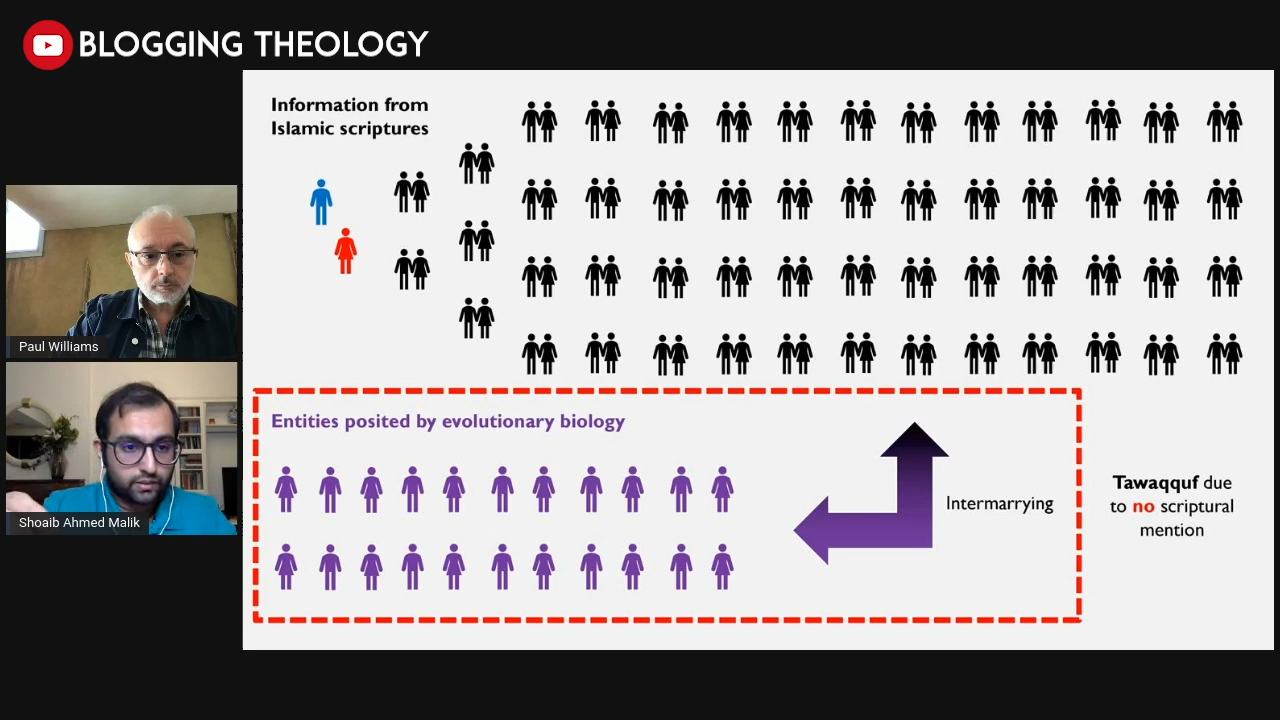 BLOGGING THEOLOGY
Information from
Islamic scriptures
Paul Williams
Entities posited by evolutionary biology
Intermarrying
Tawaqquf due
to no scriptural
mention
Shoaib Ahmed Malik